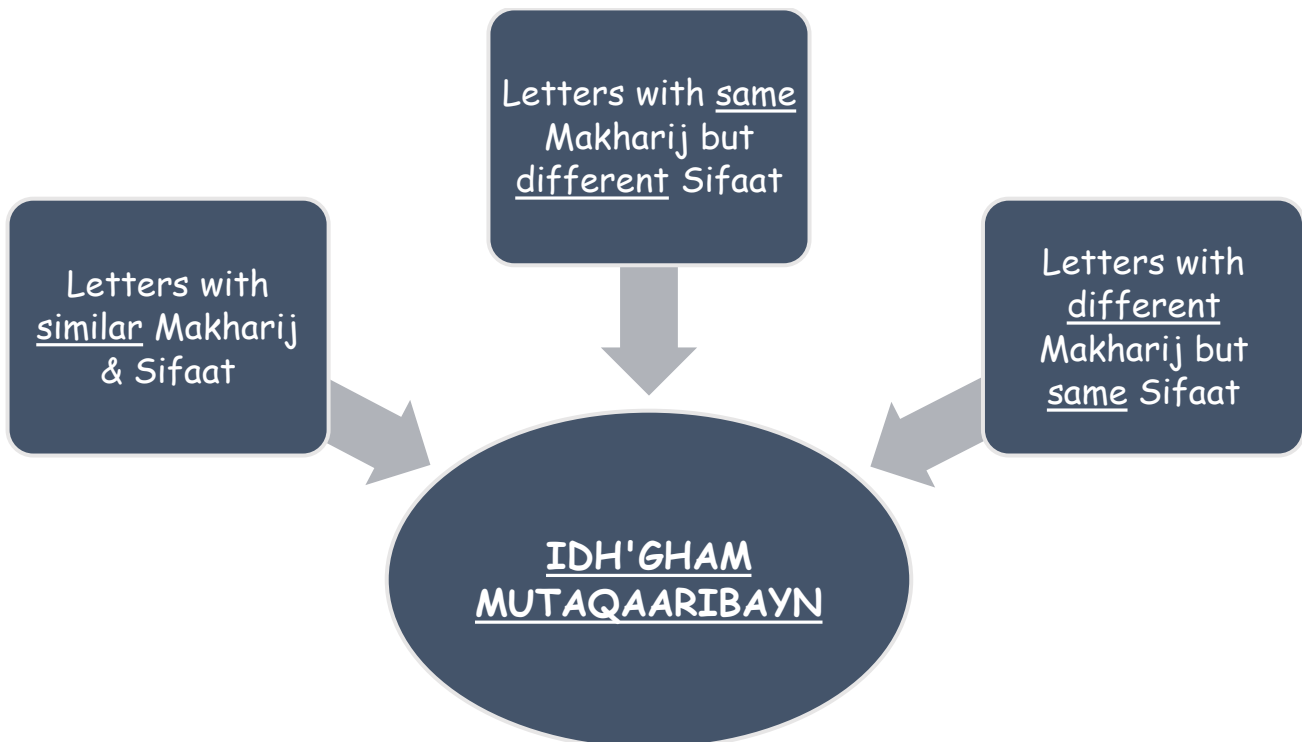 Letters with
similar Makharij
& Sifaat
Letters with same
Makharij but
different Sifaat
Letters with
different
Makharij but
same Sifaat
IDH'GHAM
MUTAQAARIBAYN